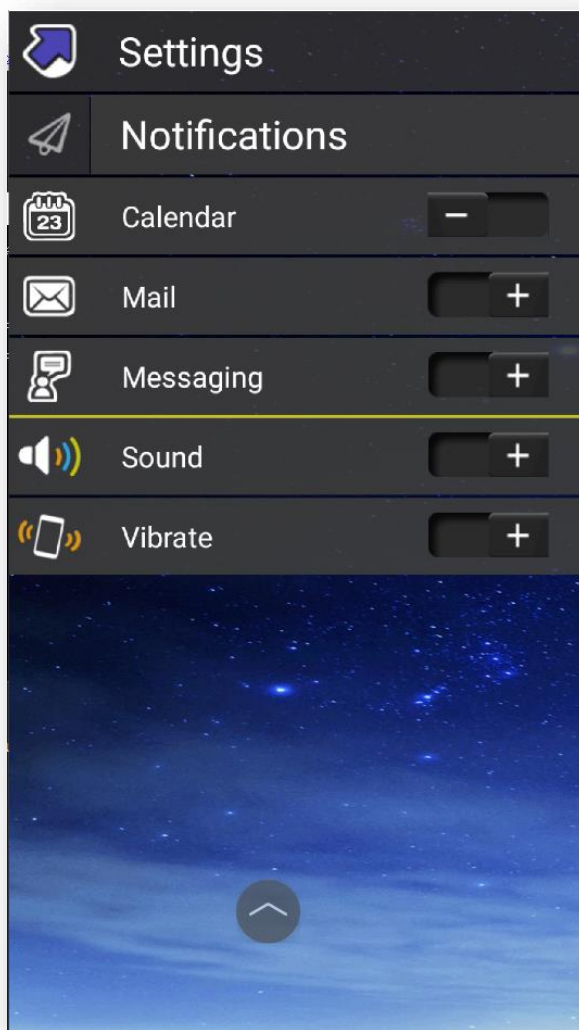 Settings
Notifications
23
Calendar
−
Mail
+
Messaging
+
Sound
+
Vibrate
+